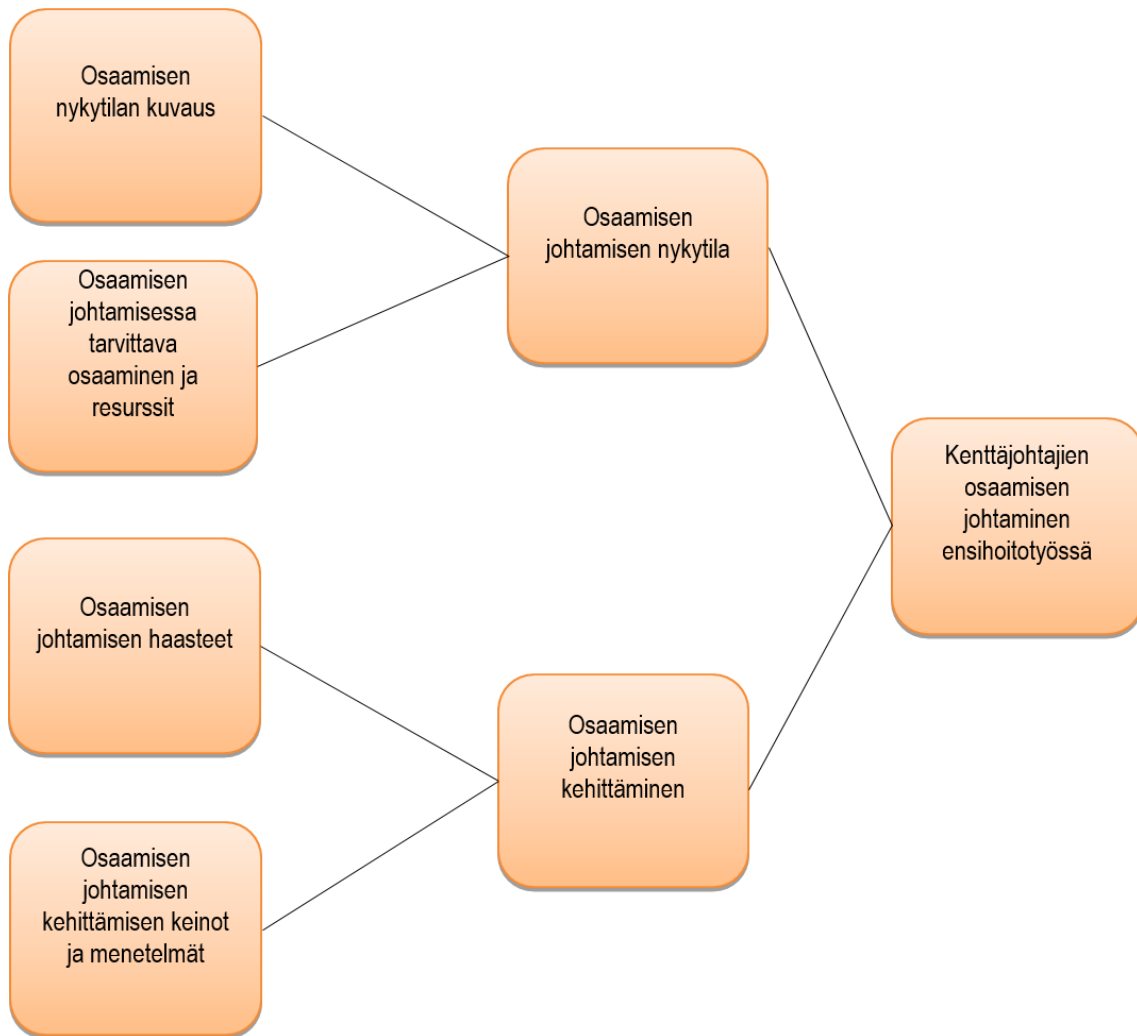 Osaamisen
nykytilan kuvaus
Osaamisen
johtamisessa
tarvittava
osaaminen ja
resurssit
Osaamisen
johtamisen haasteet
Osaamisen
johtamisen
kehittämisen keinot
ja menetelmät
Osaamisen
johtamisen nykytila
Osaamisen
johtamisen
kehittäminen
Kenttäjohtajien
osaamisen
johtaminen
ensihoitotyössä